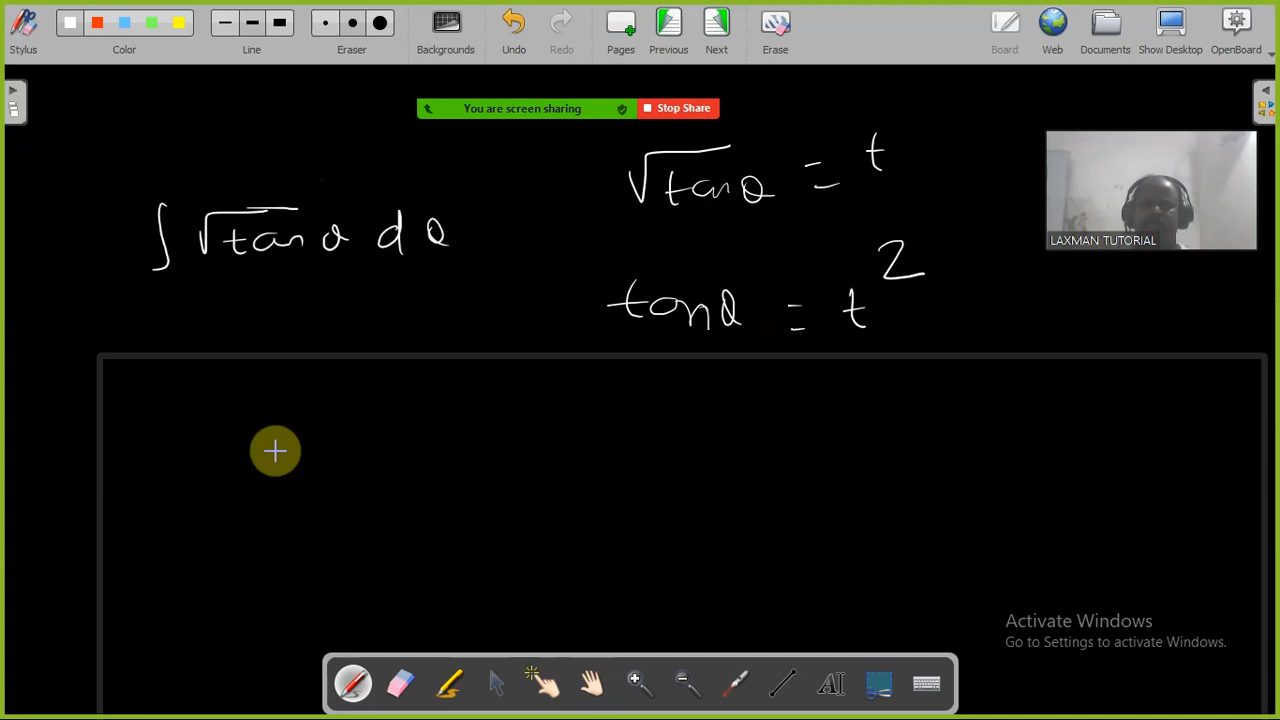 Stylus Color Line Eraser Backgrounds Undo Redo Pages Previous Next Erase Board Web Documents Show Desktop OpenBoard
You are screen sharing Stop Share
√tanθ = t
∫√tanθ dθ
LAXMAN TUTORIAL
tanθ = t²
Activate Windows
Go to Settings to activate Windows.